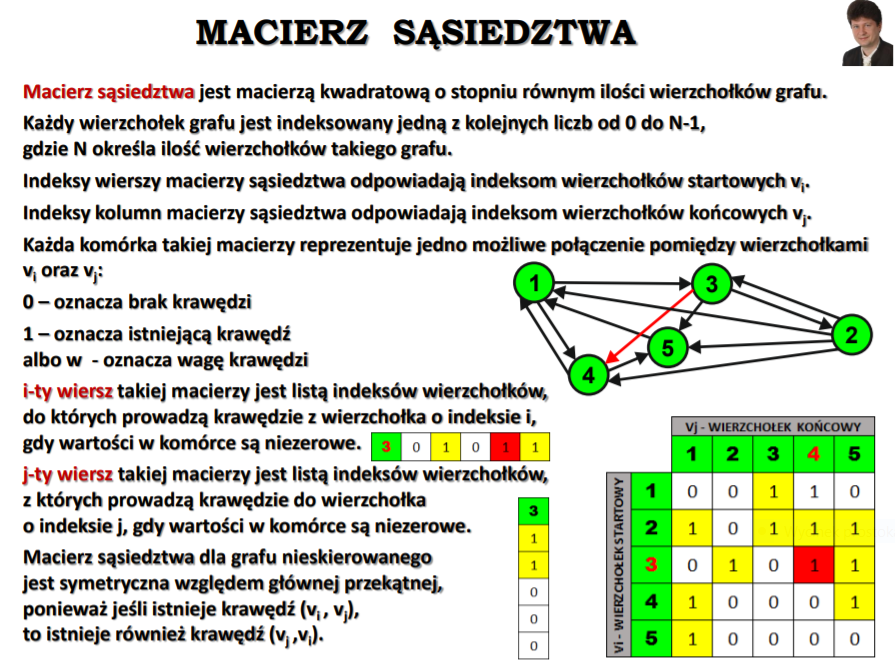 MACIERZ SĄSIEDZTWA
Macierz sąsiedztwa jest macierzą kwadratową o stopniu równym ilości wierzchołków grafu.
Każdy wierzchołek grafu jest indeksowany jedną z kolejnych liczb od 0 do N-1,
gdzie N określa ilość wierzchołków takiego grafu.
Indeksy wierszy macierzy sąsiedztwa odpowiadają indeksom wierzchołków startowych vi.
Indeksy kolumn macierzy sąsiedztwa odpowiadają indeksom wierzchołków końcowych vj.
Każda komórka takiej macierzy reprezentuje jedno możliwe połączenie pomiędzy wierzchołkami
vi oraz vj:
0 – oznacza brak krawędzi
1 – oznacza istniejącą krawędź
albo w - oznacza wagę krawędzi
i-ty wiersz takiej macierzy jest listą indeksów wierzchołków,
do których prowadzą krawędzie z wierzchołka o indeksie i,
gdy wartości w komórce są niezerowe.
3 0 1 0 1 1
j-ty wiersz takiej macierzy jest listą indeksów wierzchołków,
z których prowadzą krawędzie do wierzchołka
o indeksie j, gdy wartości w komórce są niezerowe.
Macierz sąsiedztwa dla grafu nieskierowanego
jest symetryczna względem głównej przekątnej,
ponieważ jeśli istnieje krawędź (vi , vj),
to istnieje również krawędź (vj ,vi).
3
1
1
0
0
0
1
3
2
5
4
Vj - WIERZCHOŁEK KOŃCOWY
1 2 3 4 5
Vi - WIERZCHOŁEK STARTOWY
1 0 0 1 1 0
2 1 0 1 1 1
3 0 1 0 1 1
4 1 0 0 0 1
5 1 0 0 0 0